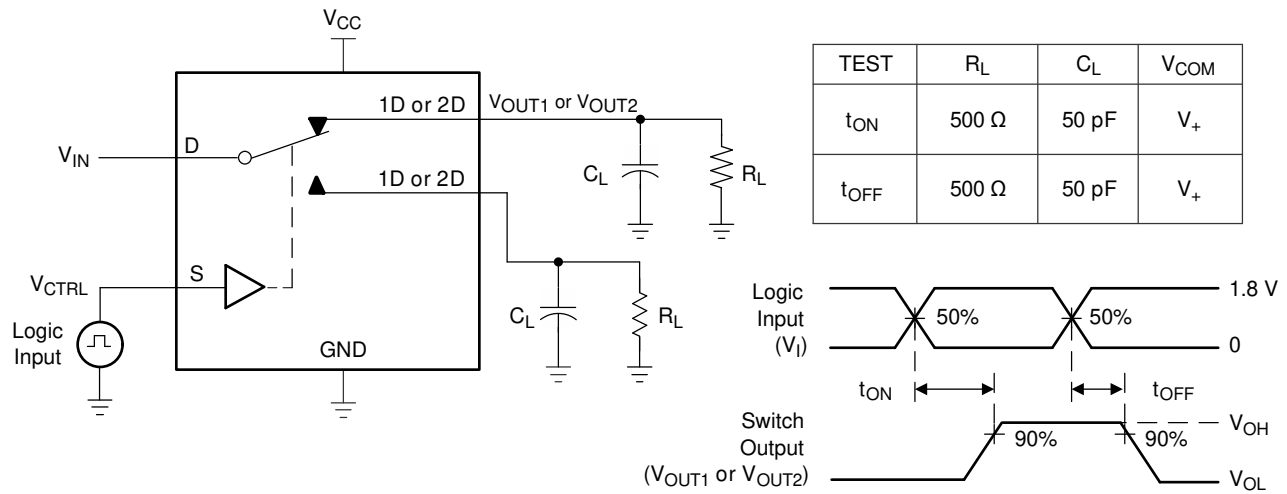 V_CC
1D or 2D
V_OUT1 or V_OUT2
V_IN
D
C_L
R_L
1D or 2D
V_CTRL
S
C_L
R_L
Logic
Input
GND
TEST R_L C_L V_COM
t_ON 500 Ω 50 pF V_+
t_OFF 500 Ω 50 pF V_+
Logic
Input
(V_I)
50%
50%
1.8 V
0
t_ON
t_OFF
Switch
Output
(V_OUT1 or V_OUT2)
90%
90%
V_OH
V_OL